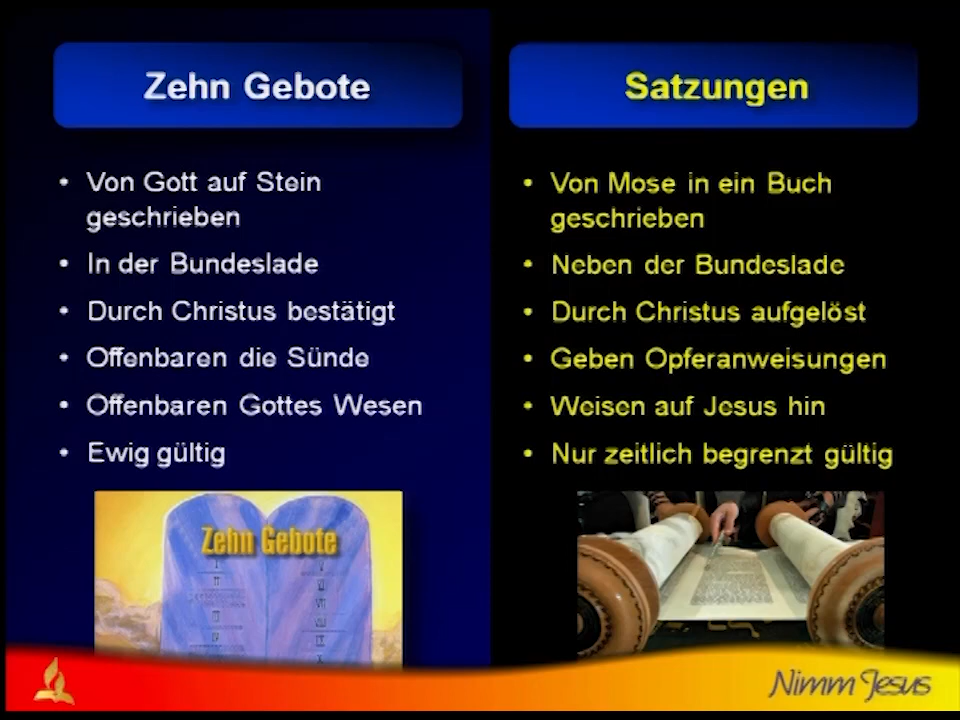 Zehn Gebote
• Von Gott auf Stein
geschrieben
• In der Bundeslade
• Durch Christus bestätigt
• Offenbaren die Sünde
• Offenbaren Gottes Wesen
• Ewig gültig
Satzungen
• Von Mose in ein Buch
geschrieben
• Neben der Bundeslade
• Durch Christus aufgelöst
• Geben Opferanweisungen
• Weisen auf Jesus hin
• Nur zeitlich begrenzt gültig
Zehn Gebote
Nimm Jesus